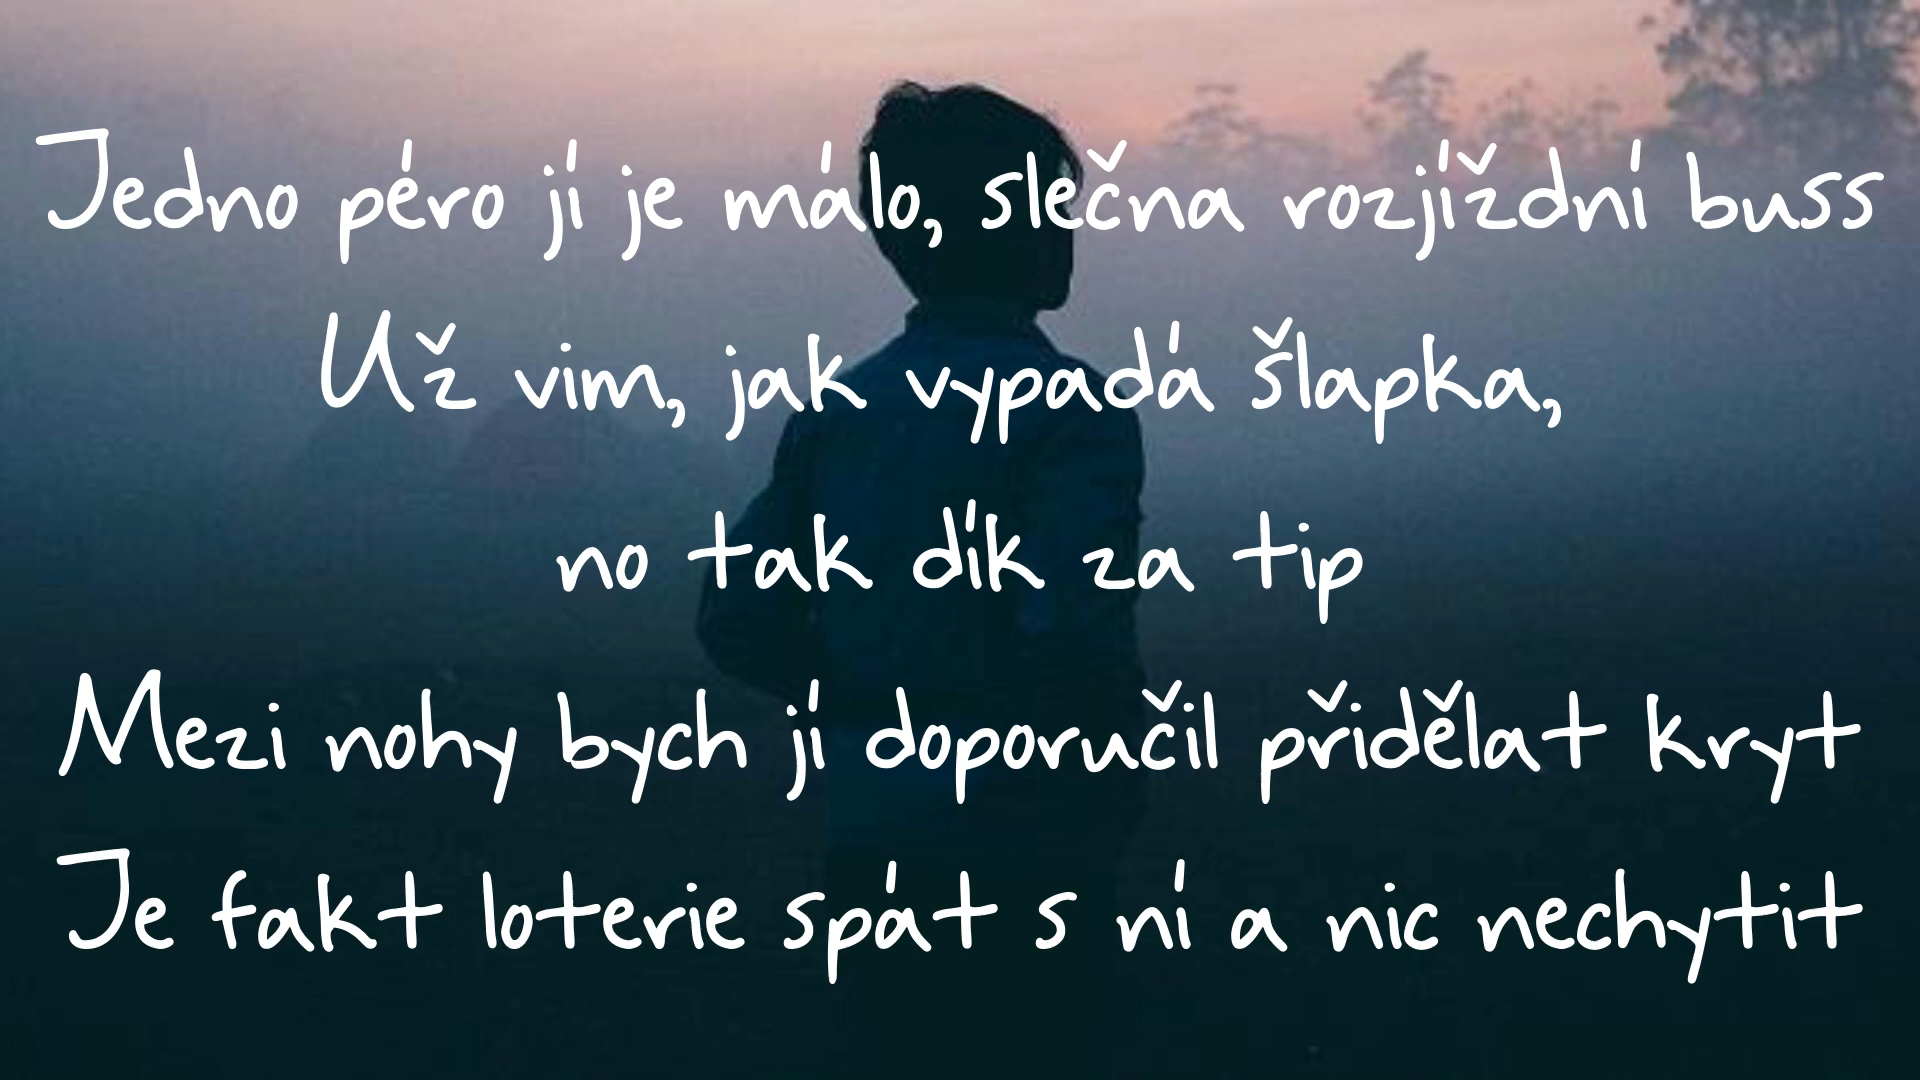 Jedno péro jí je málo, slečna rozjíždní buss
Už vim, jak vypadá šlapka,
no tak dík za tip
Mezi nohy bych jí doporučil přidělat kryt
Je fakt loterie spát s ní a nic nechytit